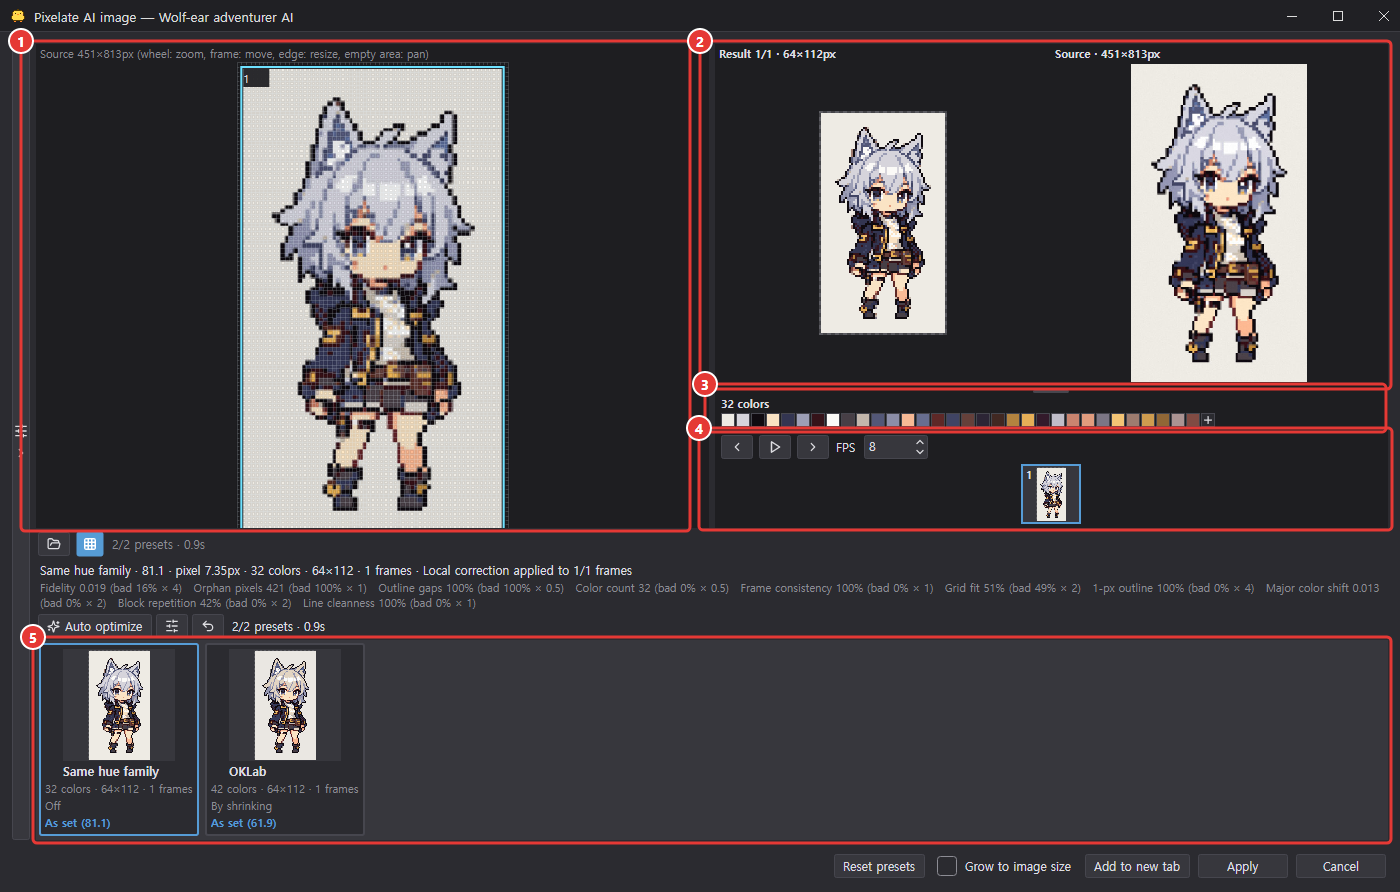 Pixelate AI image — Wolf-ear adventurer AI
1
Source 451×813px (wheel: zoom, frame: move, edge: resize, empty area: pan)
1
2
Result 1/1 · 64×112px
Source · 451×813px
3
32 colors
+
4
FPS
8
1
2/2 presets · 0.9s
Same hue family · 81.1 · pixel 7.35px · 32 colors · 64×112 · 1 frames · Local correction applied to 1/1 frames
Fidelity 0.019 (bad 16% × 4) Orphan pixels 421 (bad 100% × 1) Outline gaps 100% (bad 100% × 0.5) Color count 32 (bad 0% × 0.5) Frame consistency 100% (bad 0% × 1) Grid fit 51% (bad 49% × 2) 1-px outline 100% (bad 0% × 4) Major color shift 0.013
(bad 0% × 2) Block repetition 42% (bad 0% × 2) Line cleanness 100% (bad 0% × 1)
Auto optimize
2/2 presets · 0.9s
5
Same hue family
32 colors · 64×112 · 1 frames
Off
As set (81.1)
OKLab
42 colors · 64×112 · 1 frames
By shrinking
As set (61.9)
Reset presets
Grow to image size
Add to new tab
Apply
Cancel